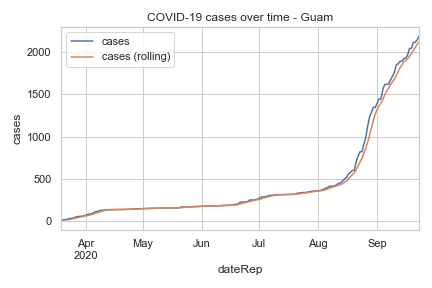 COVID-19 cases over time - Guam
cases
cases (rolling)
2000
1500
1000
500
0
cases
Apr
2020
May
Jun
Jul
Aug
Sep
dateRep